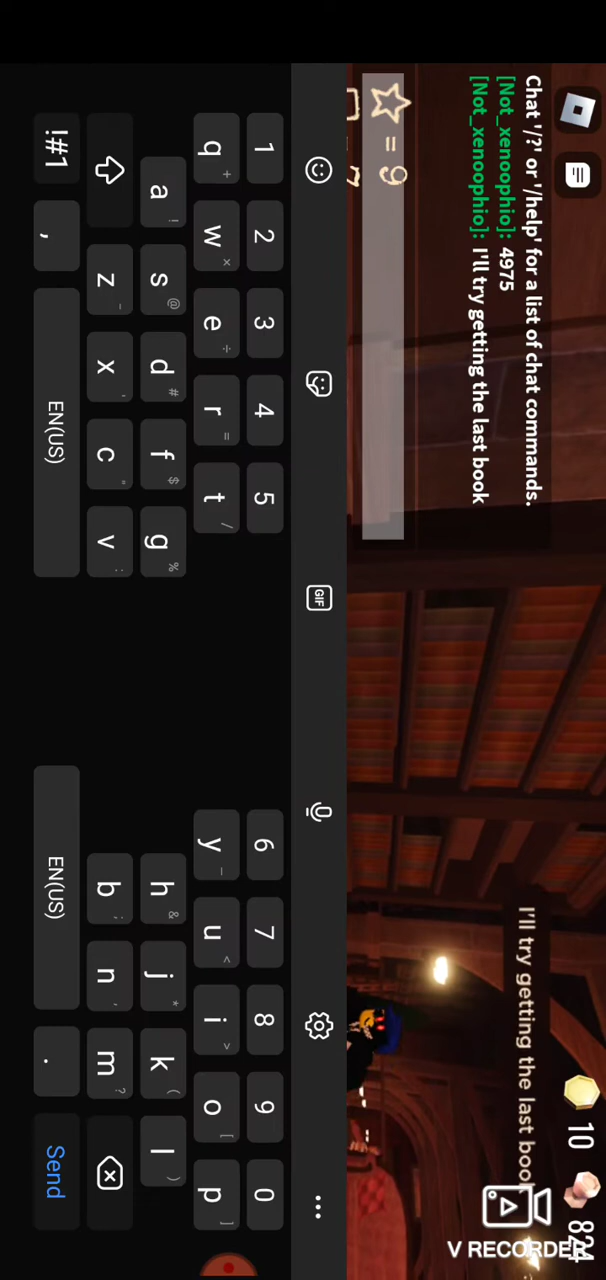 Chat '/?' or '/help' for a list of chat commands.
[Not_xenoophio]: 4975
[Not_xenoophio]: I'll try getting the last book
= 9
= 7
I'll try getting the last book
10
824
V RECORDER
GIF
1 2 3 4 5 6 7 8 9 0
q + w × e ÷ r = t / y _ u < i > o [ p ]
a ! s @ d # f $ g % h & j * k ( l )
z - x ' c " v : b ; n , m ?
!#1 , EN(US) EN(US) . Send